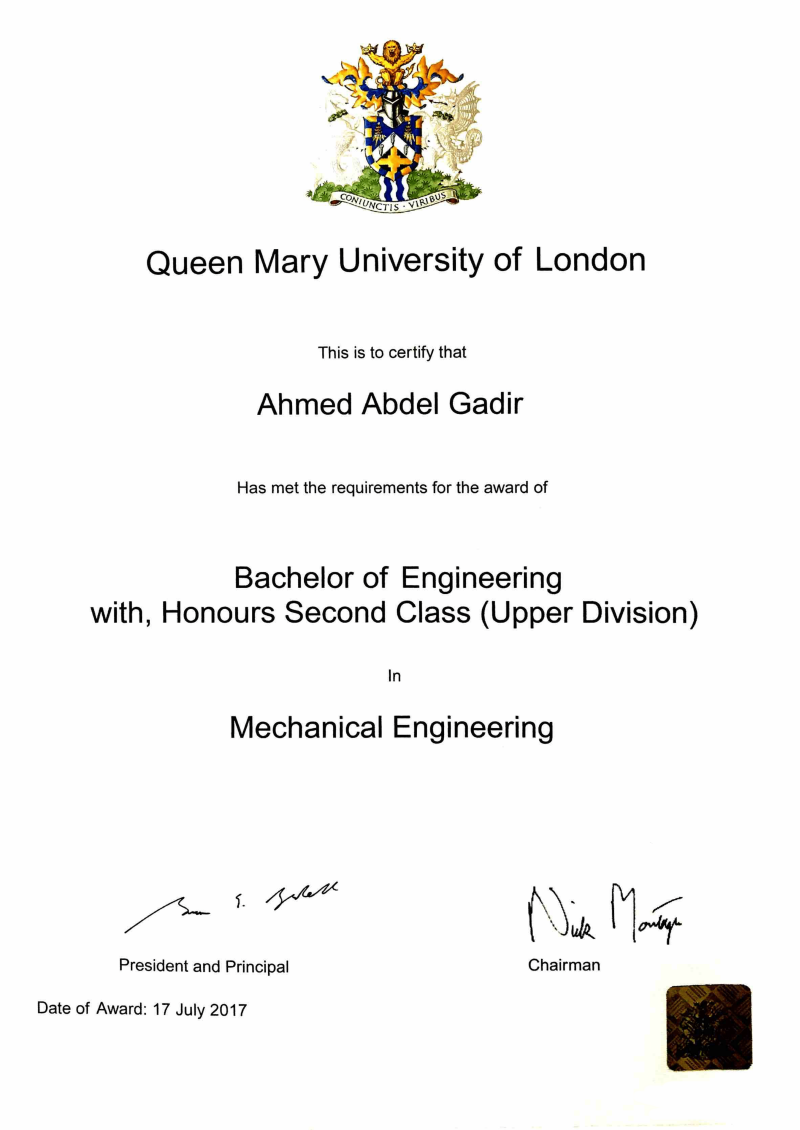 CONIUNCTIS · VIRIBUS
Queen Mary University of London
This is to certify that
Ahmed Abdel Gadir
Has met the requirements for the award of
Bachelor of Engineering
with, Honours Second Class (Upper Division)
In
Mechanical Engineering
Nick
President and Principal
Chairman
Date of Award: 17 July 2017